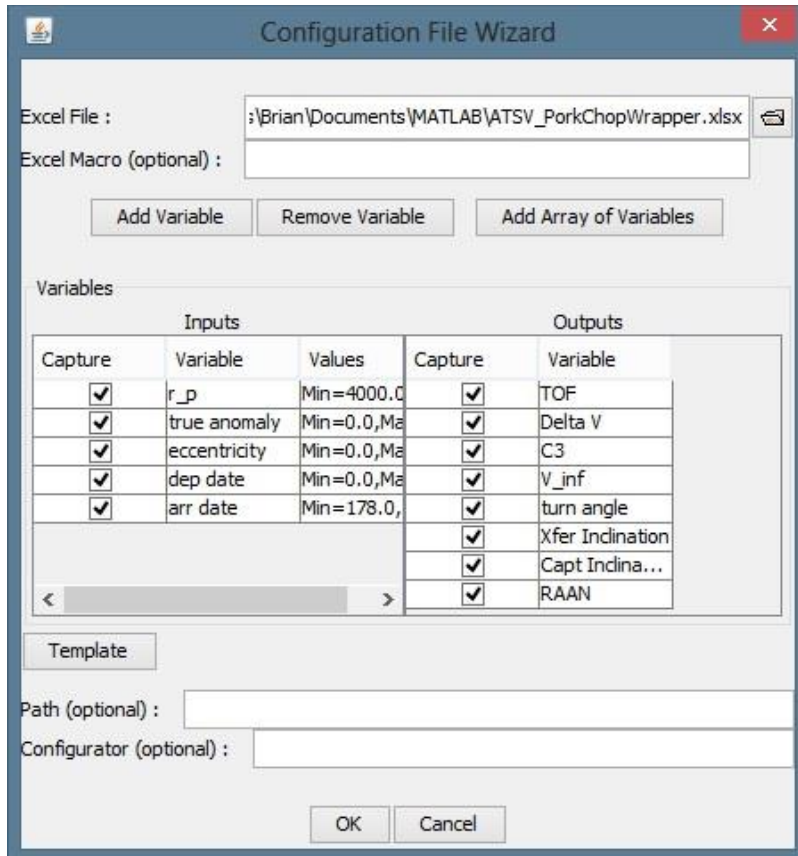 Configuration File Wizard
Excel File : s\Brian\Documents\MATLAB\ATSV_PorkChopWrapper.xlsx
Excel Macro (optional) :
Add Variable Remove Variable Add Array of Variables
Variables
Inputs Outputs
Capture Variable Values Capture Variable
r_p Min=4000.0 TOF
true anomaly Min=0.0,Ma Delta V
eccentricity Min=0.0,Ma C3
dep date Min=0.0,Ma V_inf
arr date Min=178.0, turn angle
Xfer Inclination
Capt Inclina...
RAAN
Template
Path (optional) :
Configurator (optional) :
OK Cancel